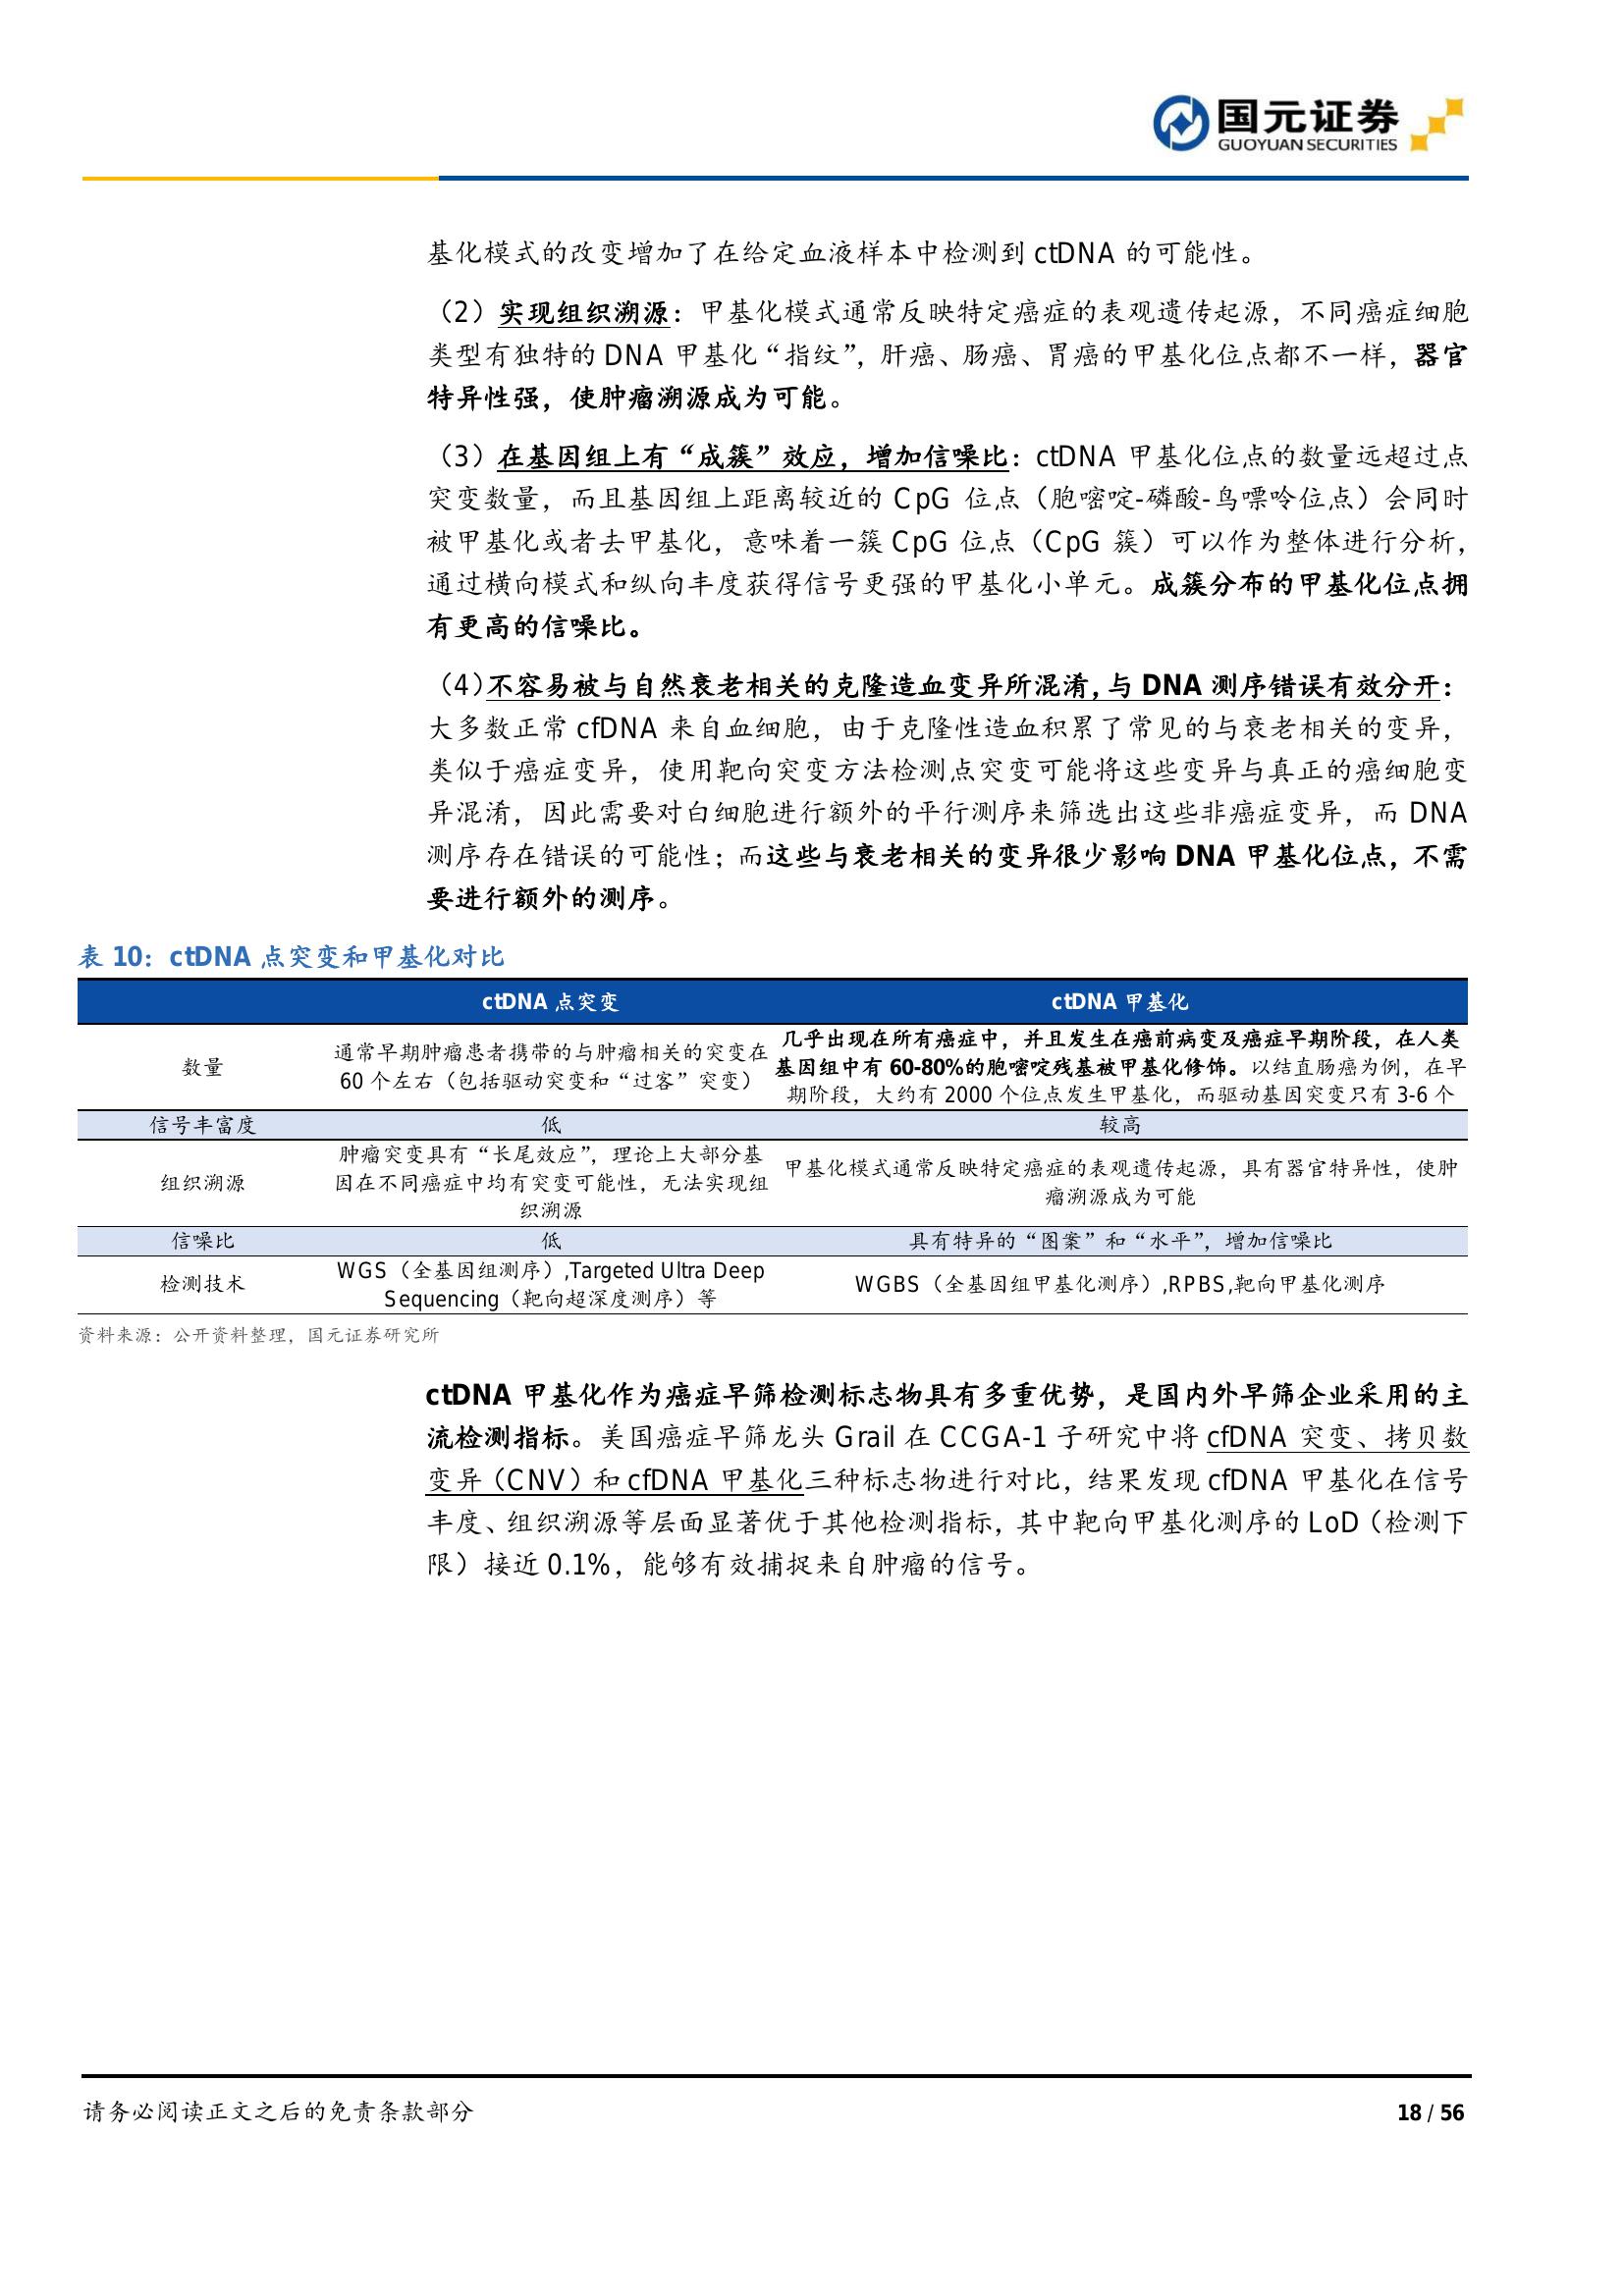 国元证券
GUOYUAN SECURITIES
基化模式的改变增加了在给定血液样本中检测到 ctDNA 的可能性。
（2）实现组织溯源：甲基化模式通常反映特定癌症的表观遗传起源，不同癌症细胞
类型有独特的 DNA 甲基化“指纹”，肝癌、肠癌、胃癌的甲基化位点都不一样，器官
特异性强，使肿瘤溯源成为可能。
（3）在基因组上有“成簇”效应，增加信噪比：ctDNA 甲基化位点的数量远超过点
突变数量，而且基因组上距离较近的 CpG 位点（胞嘧啶-磷酸-鸟嘌呤位点）会同时
被甲基化或者去甲基化，意味着一簇 CpG 位点（CpG 簇）可以作为整体进行分析，
通过横向模式和纵向丰度获得信号更强的甲基化小单元。成簇分布的甲基化位点拥
有更高的信噪比。
（4）不容易被与自然衰老相关的克隆造血变异所混淆，与 DNA 测序错误有效分开：
大多数正常 cfDNA 来自血细胞，由于克隆性造血积累了常见的与衰老相关的变异，
类似于癌症变异，使用靶向突变方法检测点突变可能将这些变异与真正的癌细胞变
异混淆，因此需要对白细胞进行额外的平行测序来筛选出这些非癌症变异，而 DNA
测序存在错误的可能性；而这些与衰老相关的变异很少影响 DNA 甲基化位点，不需
要进行额外的测序。
表 10：ctDNA 点突变和甲基化对比
ctDNA 点突变 ctDNA 甲基化
数量
通常早期肿瘤患者携带的与肿瘤相关的突变在
60 个左右（包括驱动突变和“过客”突变）
几乎出现在所有癌症中，并且发生在癌前病变及癌症早期阶段，在人类
基因组中有 60-80%的胞嘧啶残基被甲基化修饰。以结直肠癌为例，在早
期阶段，大约有 2000 个位点发生甲基化，而驱动基因突变只有 3-6 个
信号丰富度 低 较高
组织溯源
肿瘤突变具有“长尾效应”，理论上大部分基
因在不同癌症中均有突变可能性，无法实现组
织溯源
甲基化模式通常反映特定癌症的表观遗传起源，具有器官特异性，使肿
瘤溯源成为可能
信噪比 低 具有特异的“图案”和“水平”，增加信噪比
检测技术
WGS（全基因组测序）,Targeted Ultra Deep
Sequencing（靶向超深度测序）等
WGBS（全基因组甲基化测序）,RPBS,靶向甲基化测序
资料来源：公开资料整理，国元证券研究所
ctDNA 甲基化作为癌症早筛检测标志物具有多重优势，是国内外早筛企业采用的主
流检测指标。美国癌症早筛龙头 Grail 在 CCGA-1 子研究中将 cfDNA 突变、拷贝数
变异（CNV）和 cfDNA 甲基化三种标志物进行对比，结果发现 cfDNA 甲基化在信号
丰度、组织溯源等层面显著优于其他检测指标，其中靶向甲基化测序的 LoD（检测下
限）接近 0.1%，能够有效捕捉来自肿瘤的信号。
请务必阅读正文之后的免责条款部分 18 / 56